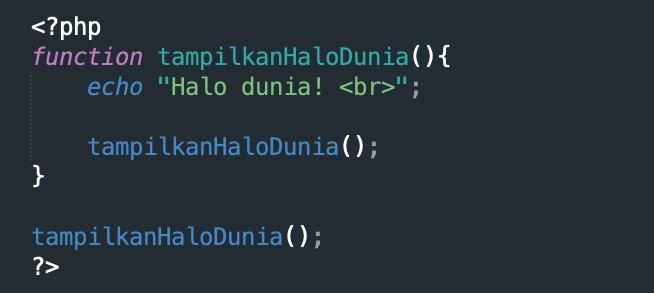 <?php
function tampilkanHaloDunia(){
    echo "Halo dunia! <br>";

    tampilkanHaloDunia();
}

tampilkanHaloDunia();
?>